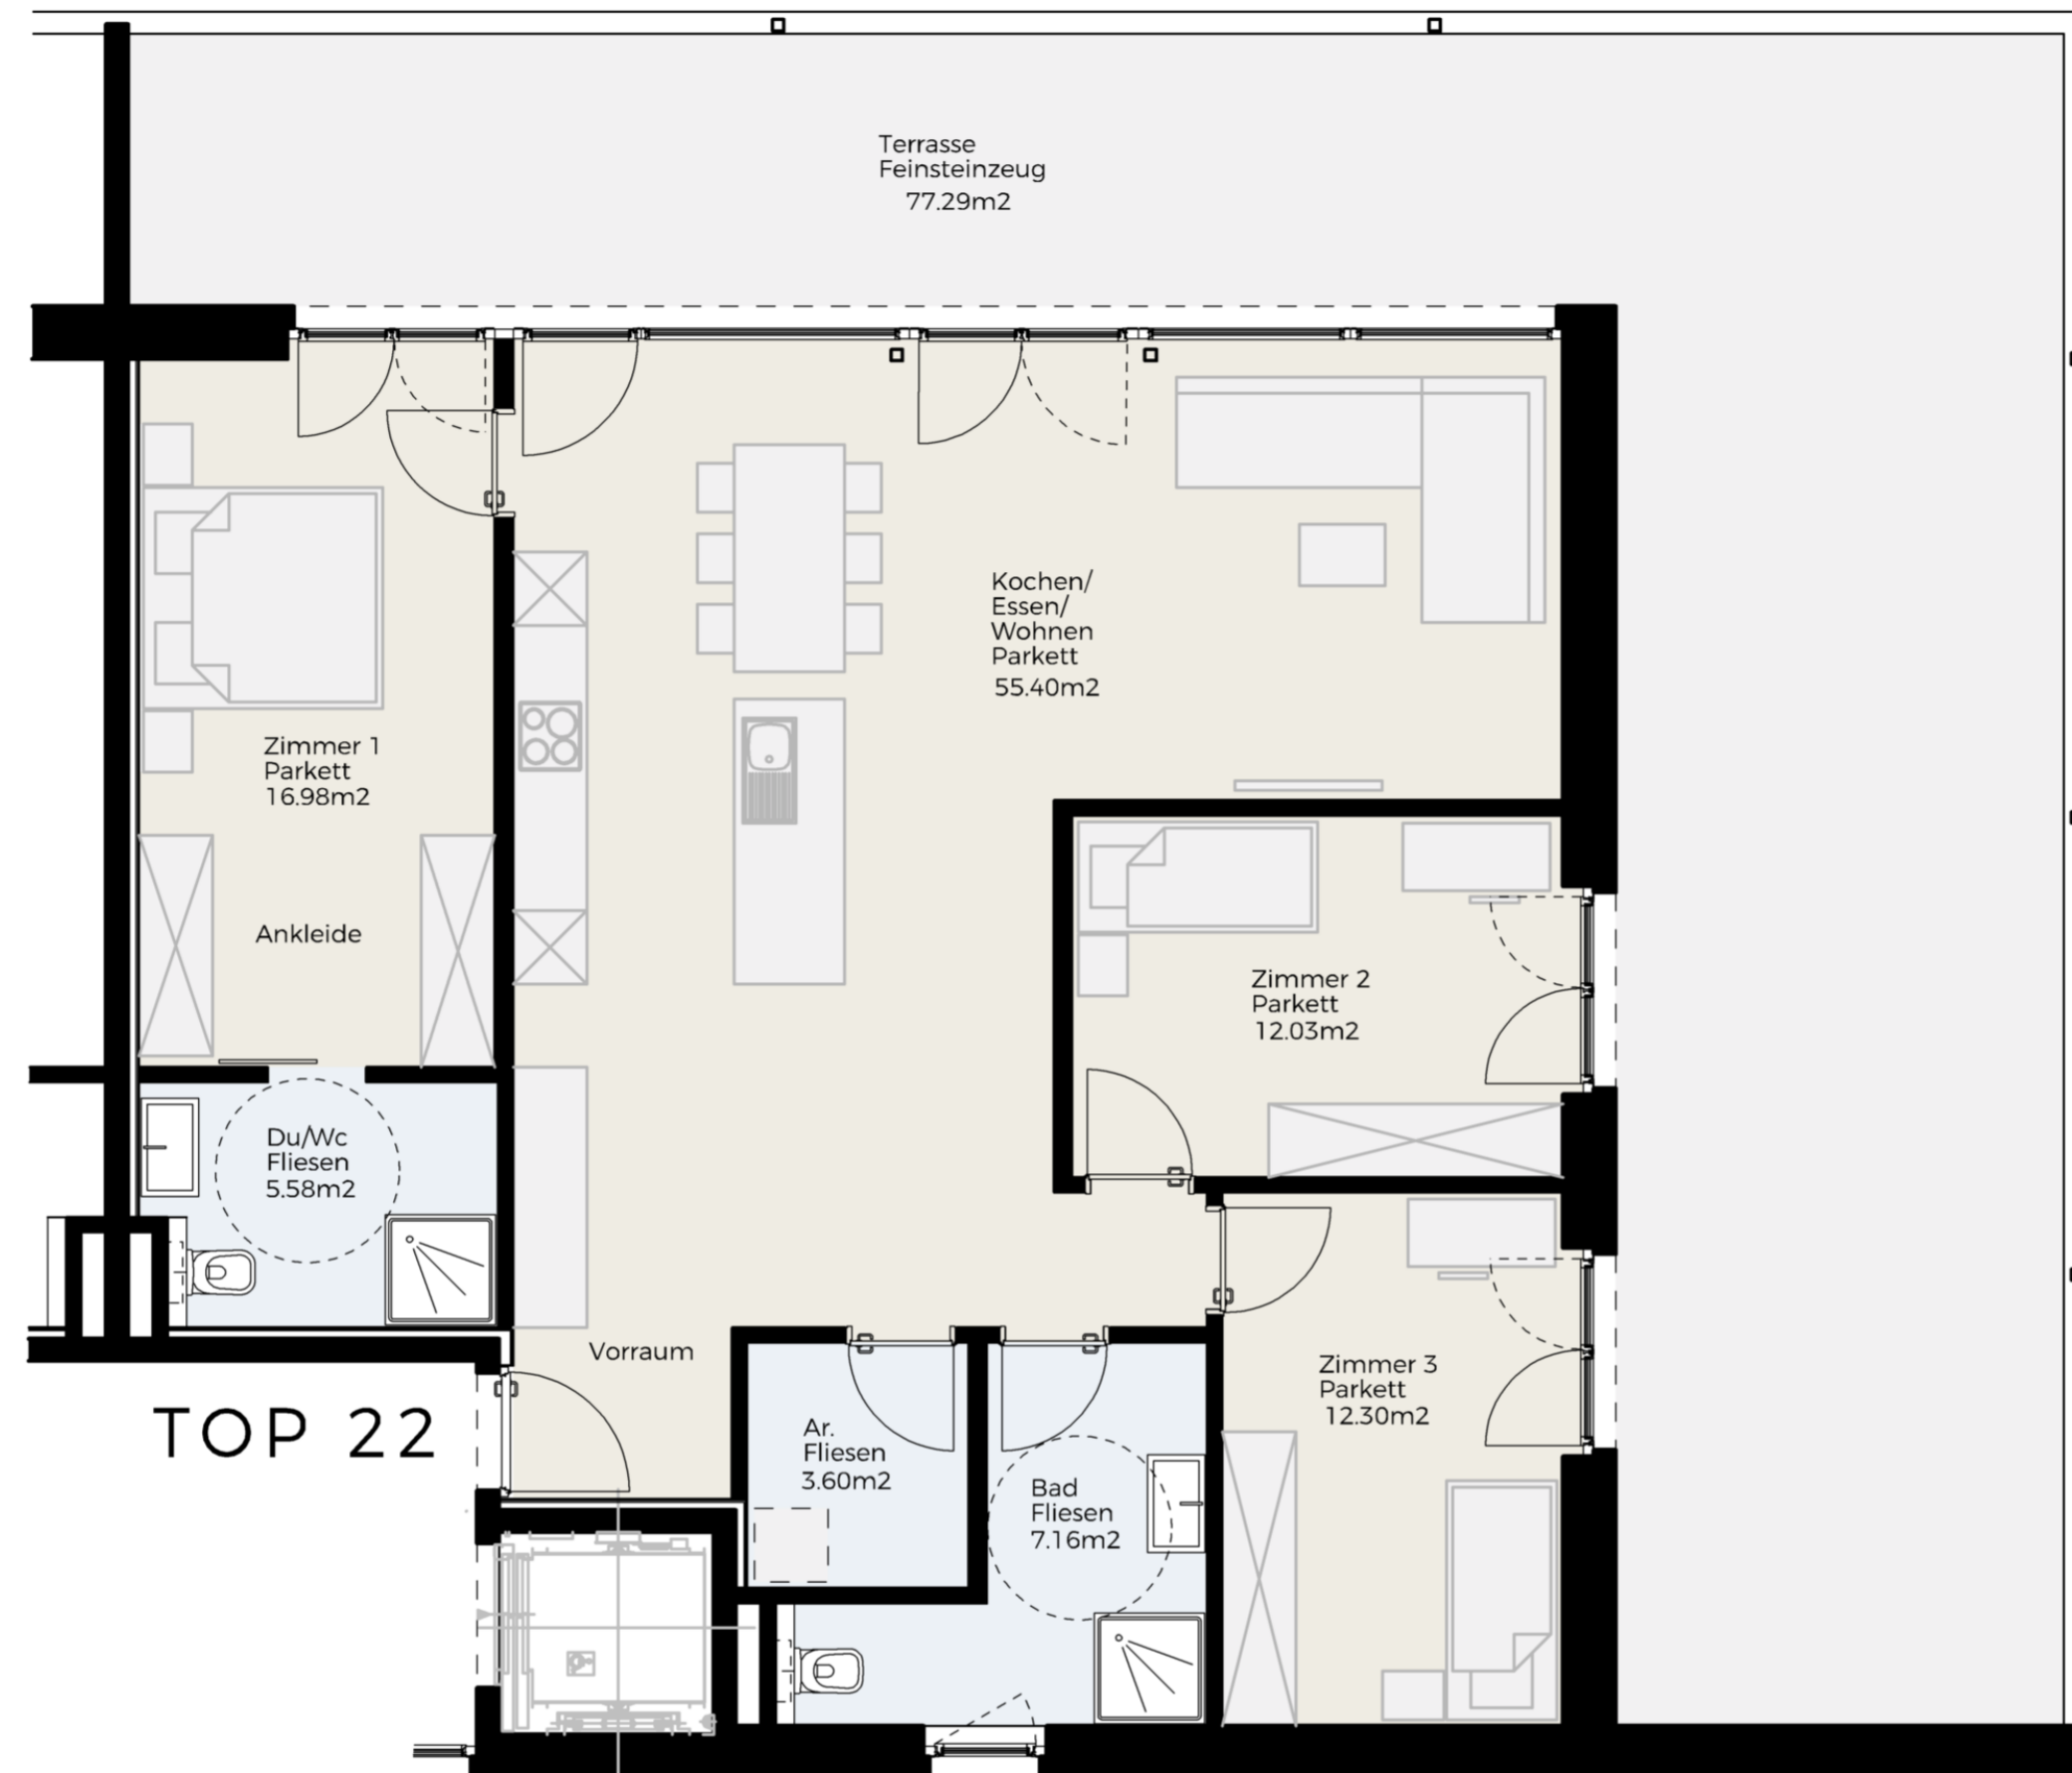 Terrasse
Feinsteinzeug
77.29m2
Kochen/
Essen/
Wohnen
Parkett
55.40m2
Zimmer 1
Parkett
16.98m2
Ankleide
Zimmer 2
Parkett
12.03m2
Du/Wc
Fliesen
5.58m2
Vorraum
Zimmer 3
Parkett
12.30m2
TOP 22
Ar.
Fliesen
3.60m2
Bad
Fliesen
7.16m2